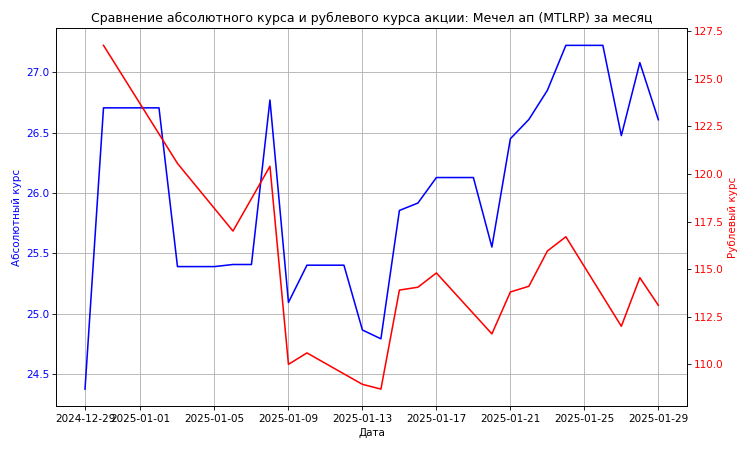 Сравнение абсолютного курса и рублевого курса акции: Мечел ап (MTLRP) за месяц
127.5
27.0
125.0
26.5
122.5
26.0
120.0
Абсолютный курс
Рублевый курс
117.5
25.5
115.0
25.0
112.5
24.5
110.0
2024-12-29 2025-01-01 2025-01-05 2025-01-09 2025-01-13 2025-01-17 2025-01-21 2025-01-25 2025-01-29
Дата